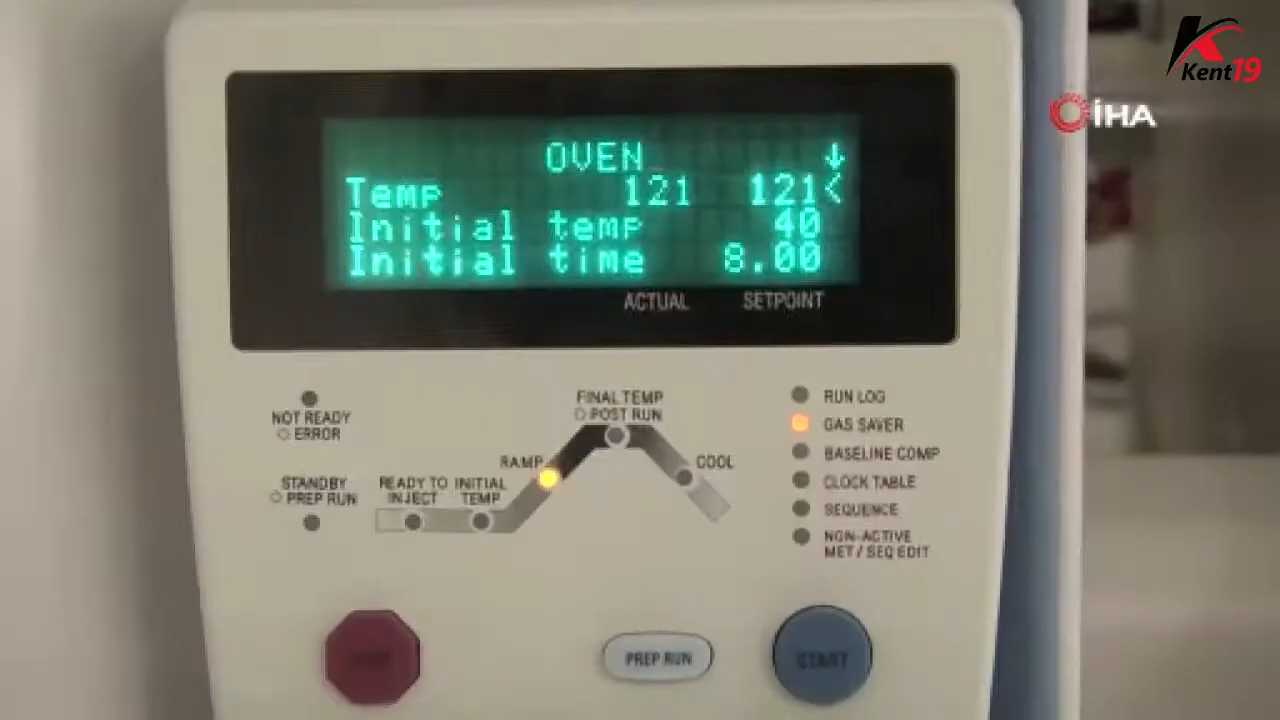 Kent19
İHA
OVEN ↓
Temp 121 121<
Initial temp 40
Initial time 8.00
ACTUAL SETPOINT
NOT READY
ERROR
STANDBY
PREP RUN
READY TO
INJECT
INITIAL
TEMP
RAMP
FINAL TEMP
POST RUN
COOL
RUN LOG
GAS SAVER
BASELINE COMP
CLOCK TABLE
SEQUENCE
NON-ACTIVE
MET / SEQ EDIT
PREP RUN
START